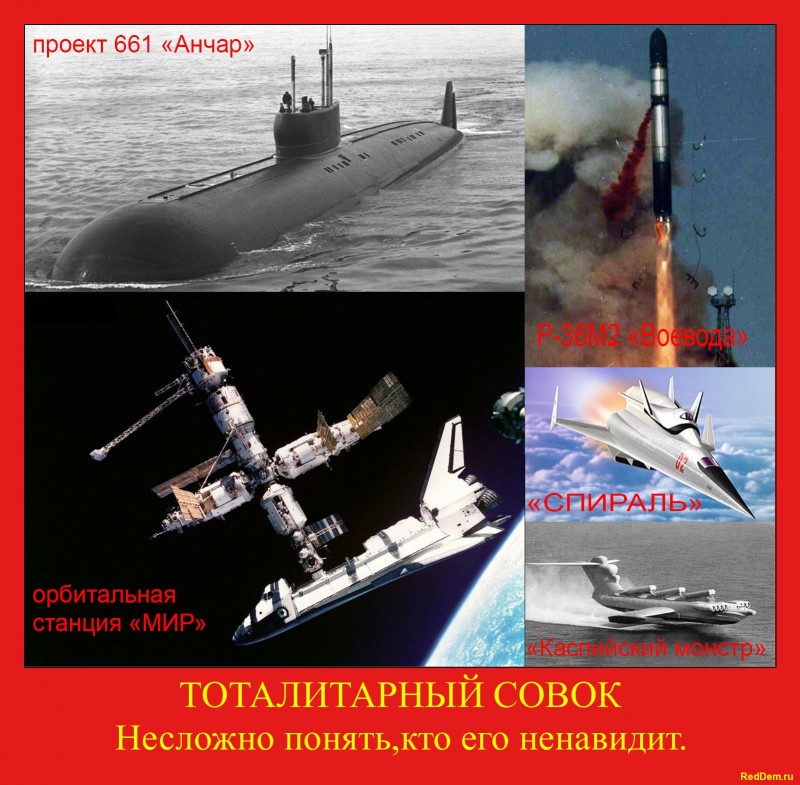 проект 661 «Анчар»
Р-36М2 «Воевода»
«СПИРАЛЬ»
орбитальная
станция «МИР»
«Каспийский монстр»
ТОТАЛИТАРНЫЙ СОВОК
Несложно понять,кто его ненавидит.
RedDem.ru